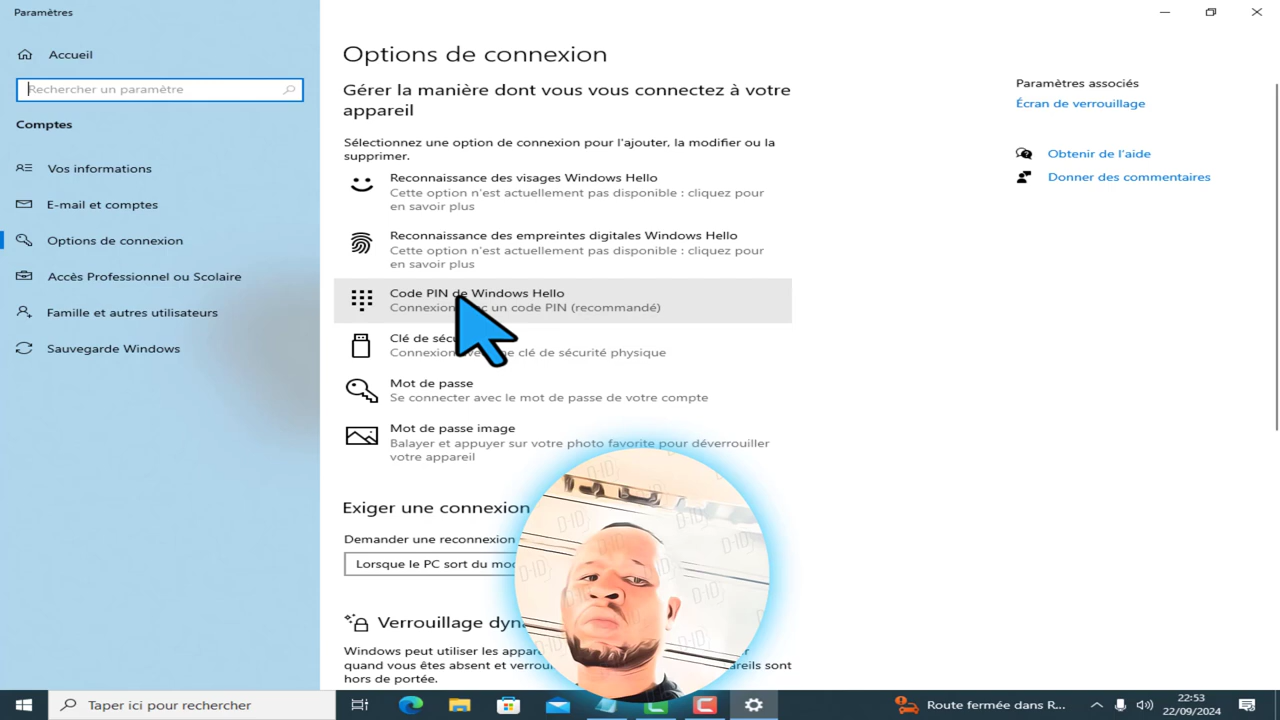 Paramètres
Accueil
Rechercher un paramètre
Comptes
Vos informations
E-mail et comptes
Options de connexion
Accès Professionnel ou Scolaire
Famille et autres utilisateurs
Sauvegarde Windows
Options de connexion
Gérer la manière dont vous vous connectez à votre
appareil
Sélectionnez une option de connexion pour l'ajouter, la modifier ou la
supprimer.
Reconnaissance des visages Windows Hello
Cette option n'est actuellement pas disponible : cliquez pour
en savoir plus
Reconnaissance des empreintes digitales Windows Hello
Cette option n'est actuellement pas disponible : cliquez pour
en savoir plus
Code PIN de Windows Hello
Connexion un code PIN (recommandé)
Clé de
Connexion clé de sécurité physique
Mot de passe
Se connecter avec le mot de passe de votre compte
Mot de passe image
Balayer et appuyer sur votre photo favorite pour déverrouiller
votre appareil
Exiger une connexion
Demander une reconnexion
Lorsque le PC sort du
Verrouillage
Windows peut utiliser les
quand vous êtes absent et sont
hors de portée.
D-ID
D-ID
D-ID
D-ID
D-ID
D-ID
Paramètres associés
Écran de verrouillage
Obtenir de l'aide
Donner des commentaires
Taper ici pour rechercher
Route fermée dans R...
22:53
22/09/2024